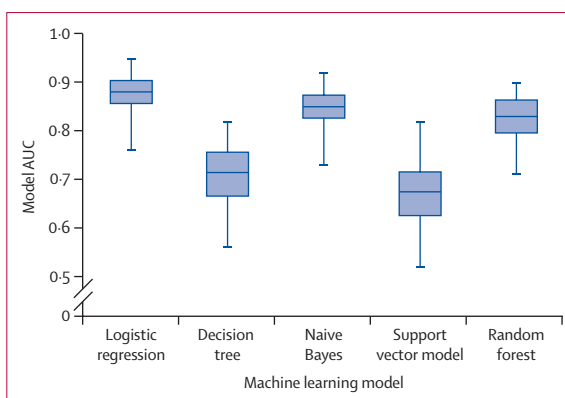 1·0
0·9
0·8
0·7
0·6
0·5
0
Model AUC
Logistic
regression
Decision
tree
Naive
Bayes
Support
vector model
Random
forest
Machine learning model